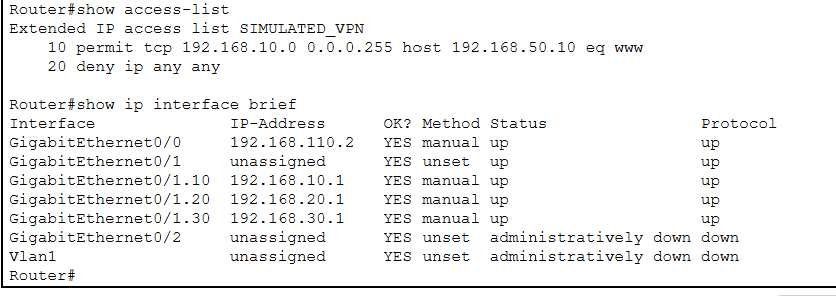 Router#show access-list
Extended IP access list SIMULATED_VPN
    10 permit tcp 192.168.10.0 0.0.0.255 host 192.168.50.10 eq www
    20 deny ip any any

Router#show ip interface brief
Interface              IP-Address      OK? Method Status                Protocol
GigabitEthernet0/0     192.168.110.2   YES manual up                    up
GigabitEthernet0/1     unassigned      YES unset  up                    up
GigabitEthernet0/1.10  192.168.10.1    YES manual up                    up
GigabitEthernet0/1.20  192.168.20.1    YES manual up                    up
GigabitEthernet0/1.30  192.168.30.1    YES manual up                    up
GigabitEthernet0/2     unassigned      YES unset  administratively down down
Vlan1                  unassigned      YES unset  administratively down down
Router#